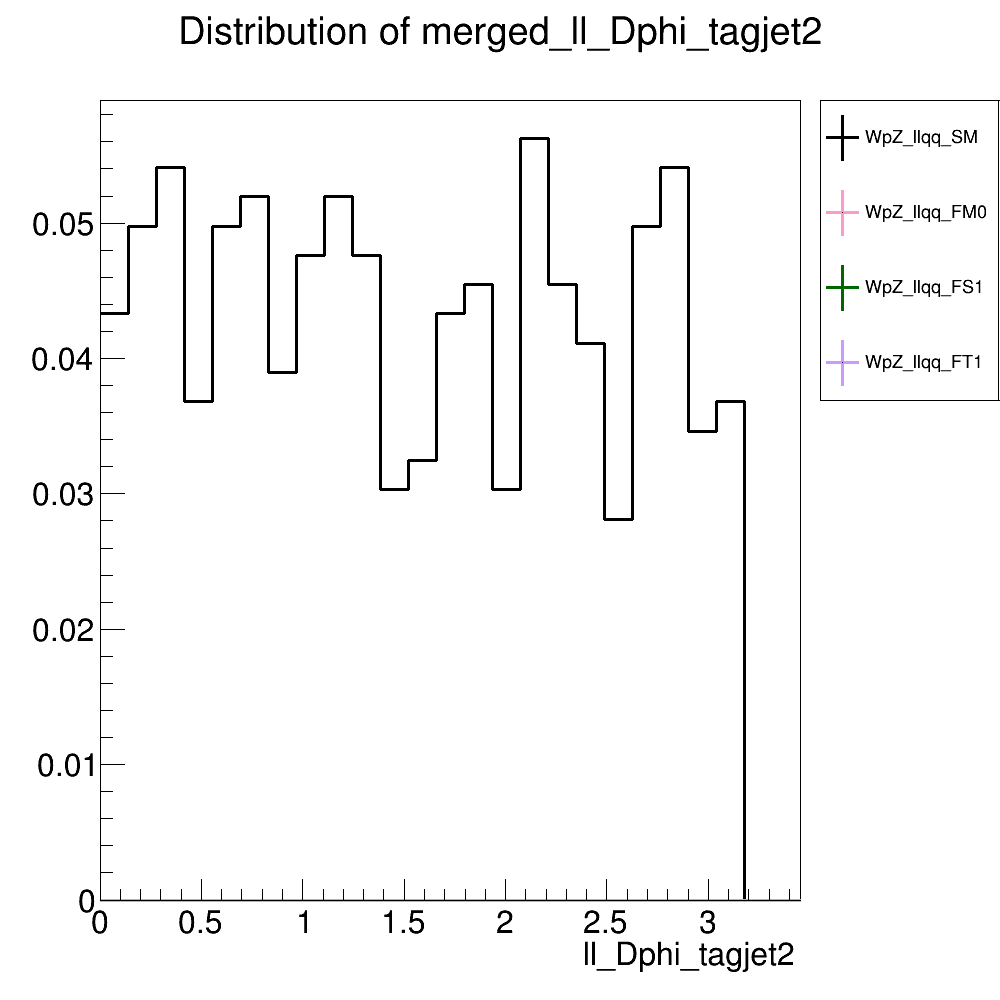 Distribution of merged_ll_Dphi_tagjet2
WpZ_llqq_SM
WpZ_llqq_FM0
WpZ_llqq_FS1
WpZ_llqq_FT1
0.05
0.04
0.03
0.02
0.01
0
0 0.5 1 1.5 2 2.5 3
ll_Dphi_tagjet2